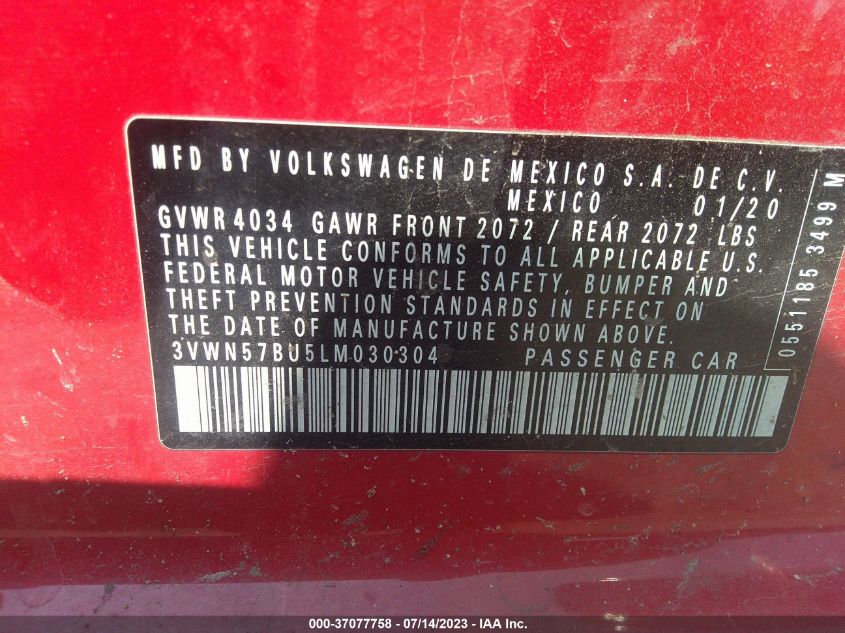 MFD BY VOLKSWAGEN DE MEXICO S.A. DE C.V.
MEXICO 01/20
GVWR 4034 GAWR FRONT 2072 / REAR 2072 LBS
THIS VEHICLE CONFORMS TO ALL APPLICABLE U.S.
FEDERAL MOTOR VEHICLE SAFETY, BUMPER AND
THEFT PREVENTION STANDARDS IN EFFECT ON
THE DATE OF MANUFACTURE SHOWN ABOVE.
3VWN57BU5LM030304 PASSENGER CAR
0551185 3499 M
000-37077758 - 07/14/2023 - IAA Inc.